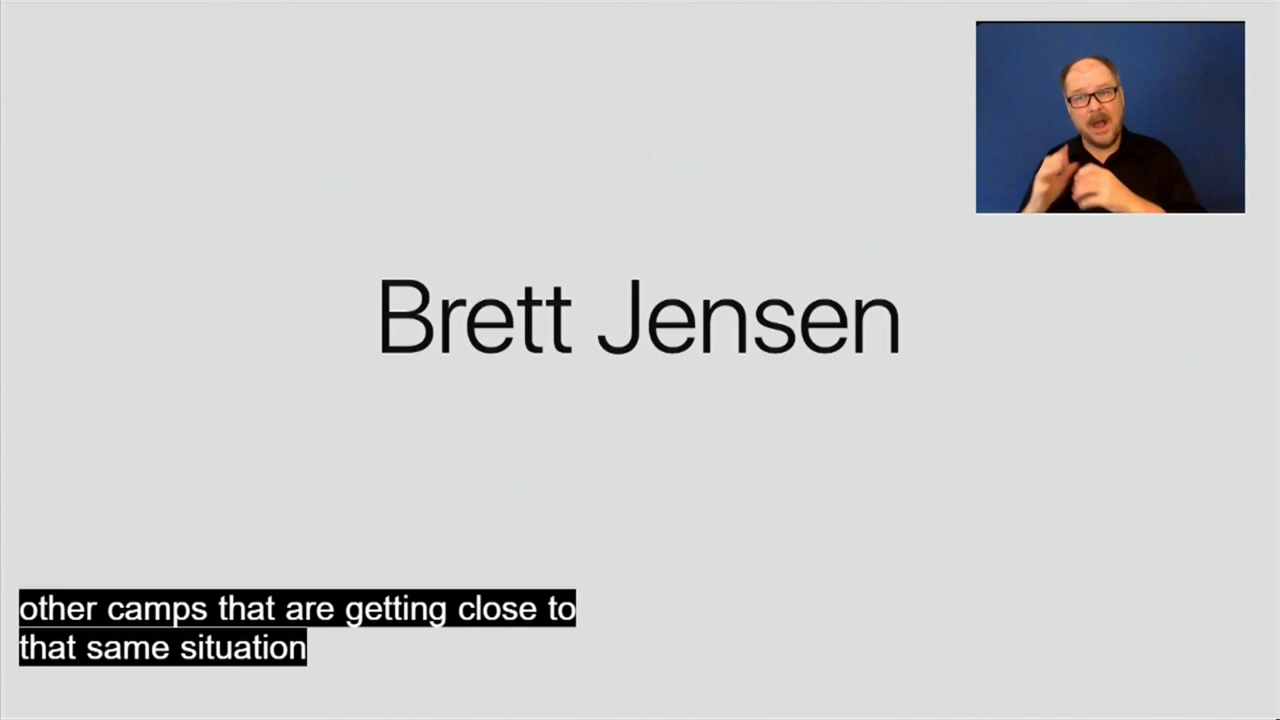 Brett Jensen
other camps that are getting close to
that same situation